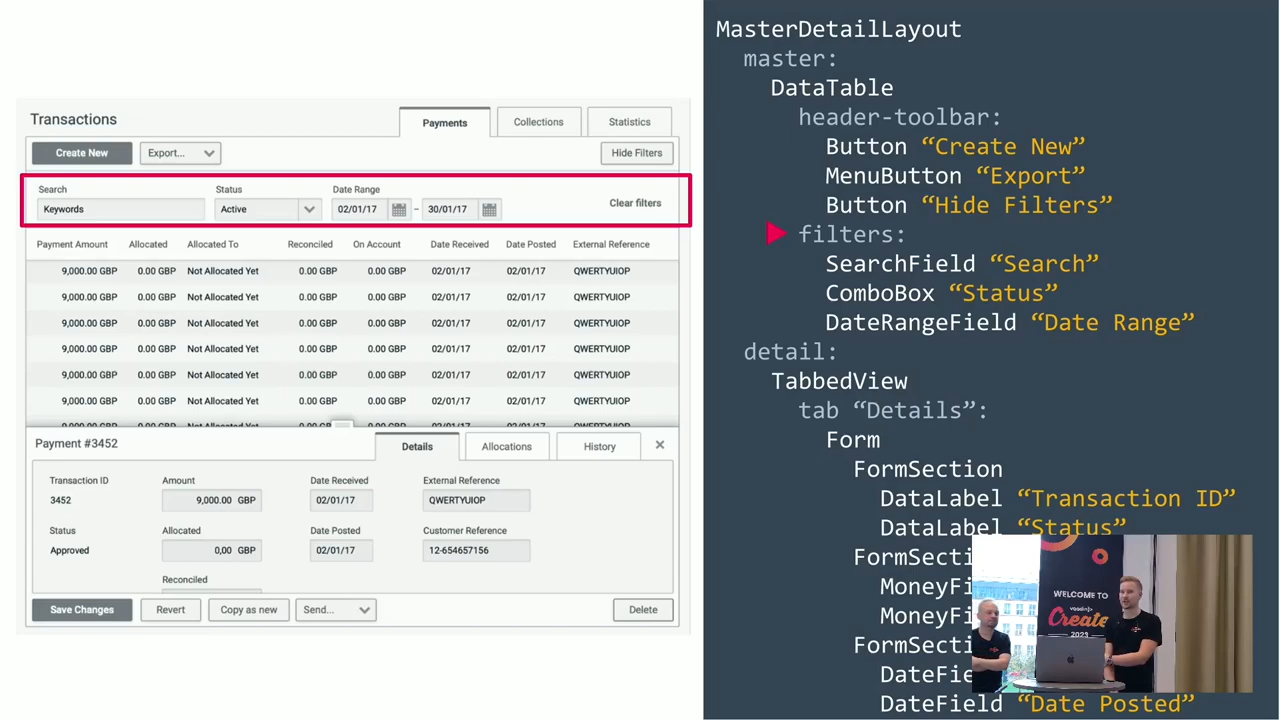 Transactions
Payments
Collections
Statistics
Create New
Export...
Hide Filters
Search
Status
Date Range
Keywords
Active
02/01/17
–
30/01/17
Clear filters
Payment Amount Allocated Allocated To Reconciled On Account Date Received Date Posted External Reference
9,000.00 GBP 0.00 GBP Not Allocated Yet 0.00 GBP 0.00 GBP 02/01/17 02/01/17 QWERTYUIOP
9,000.00 GBP 0.00 GBP Not Allocated Yet 0.00 GBP 0.00 GBP 02/01/17 02/01/17 QWERTYUIOP
9,000.00 GBP 0.00 GBP Not Allocated Yet 0.00 GBP 0.00 GBP 02/01/17 02/01/17 QWERTYUIOP
9,000.00 GBP 0.00 GBP Not Allocated Yet 0.00 GBP 0.00 GBP 02/01/17 02/01/17 QWERTYUIOP
9,000.00 GBP 0.00 GBP Not Allocated Yet 0.00 GBP 0.00 GBP 02/01/17 02/01/17 QWERTYUIOP
9,000.00 GBP 0.00 GBP Not Allocated Yet 0.00 GBP 0.00 GBP 02/01/17 02/01/17 QWERTYUIOP
Payment #3452
Details
Allocations
History
Transaction ID Amount Date Received External Reference
3452 9,000.00 GBP 02/01/17 QWERTYUIOP
Status Allocated Date Posted Customer Reference
Approved 0,00 GBP 02/01/17 12-654657156
Reconciled
Save Changes
Revert
Copy as new
Send...
Delete
MasterDetailLayout
master:
DataTable
header-toolbar:
Button “Create New”
MenuButton “Export”
Button “Hide Filters”
filters:
SearchField “Search”
ComboBox “Status”
DateRangeField “Date Range”
detail:
TabbedView
tab “Details”:
Form
FormSection
DataLabel “Transaction ID”
DataLabel “Status”
FormSecti
MoneyFi
MoneyFi
FormSecti
DateFi
DateField “Date Posted”
WELCOME TO
vaadin}>
Create
2023